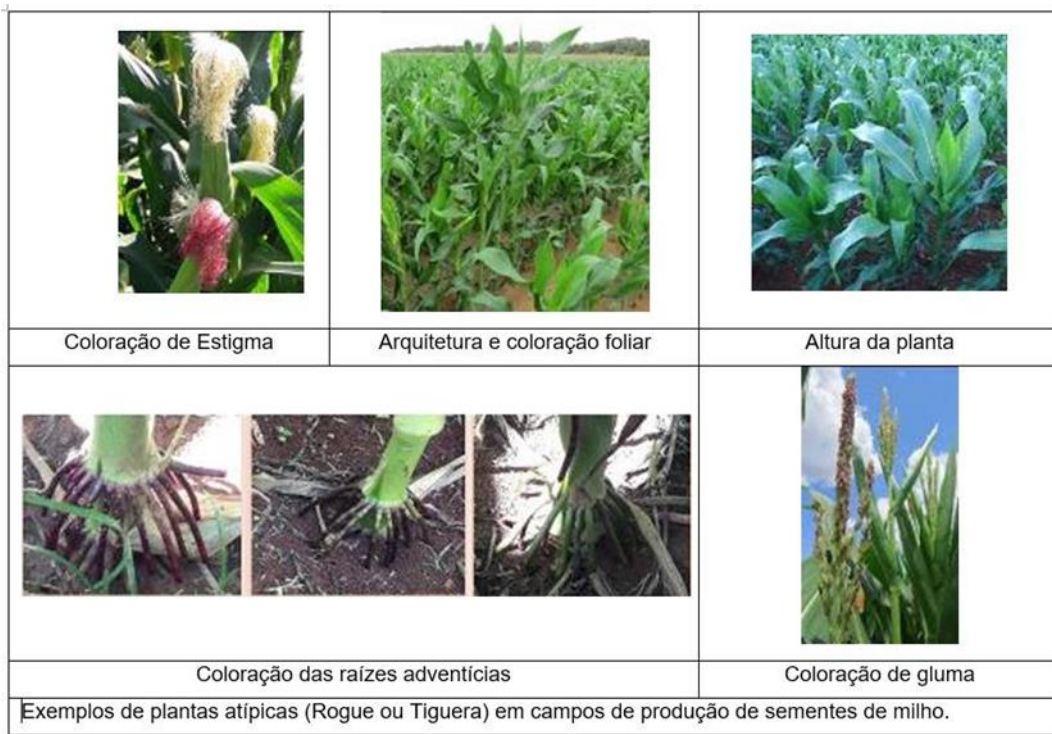 Coloração de Estigma
Arquitetura e coloração foliar
Altura da planta
Coloração das raízes adventícias
Coloração de gluma
Exemplos de plantas atípicas (Rogue ou Tiguera) em campos de produção de sementes de milho.